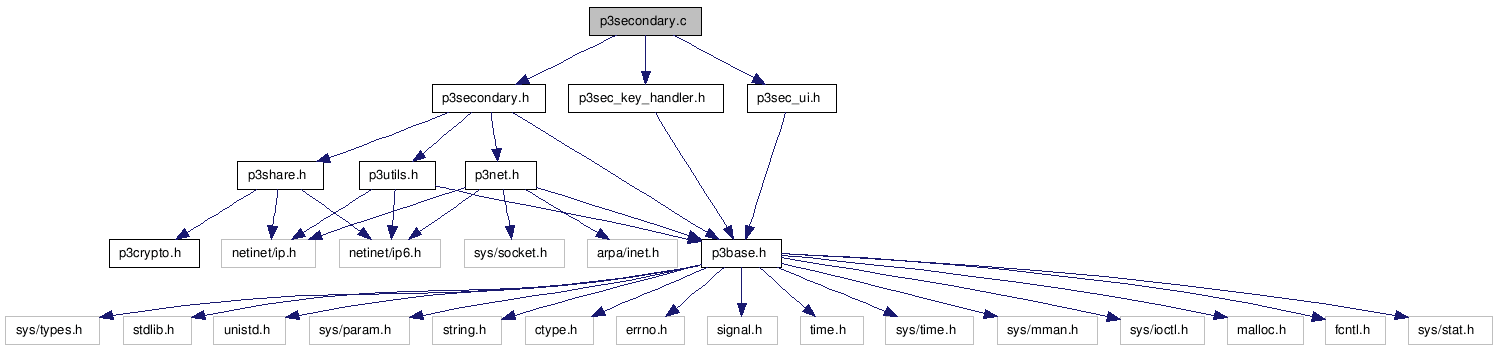 p3secondary.c
p3secondary.h
p3sec_key_handler.h
p3sec_ui.h
p3share.h
p3utils.h
p3net.h
p3crypto.h
netinet/ip.h
netinet/ip6.h
sys/socket.h
arpa/inet.h
p3base.h
sys/types.h
stdlib.h
unistd.h
sys/param.h
string.h
ctype.h
errno.h
signal.h
time.h
sys/time.h
sys/mman.h
sys/ioctl.h
malloc.h
fcntl.h
sys/stat.h